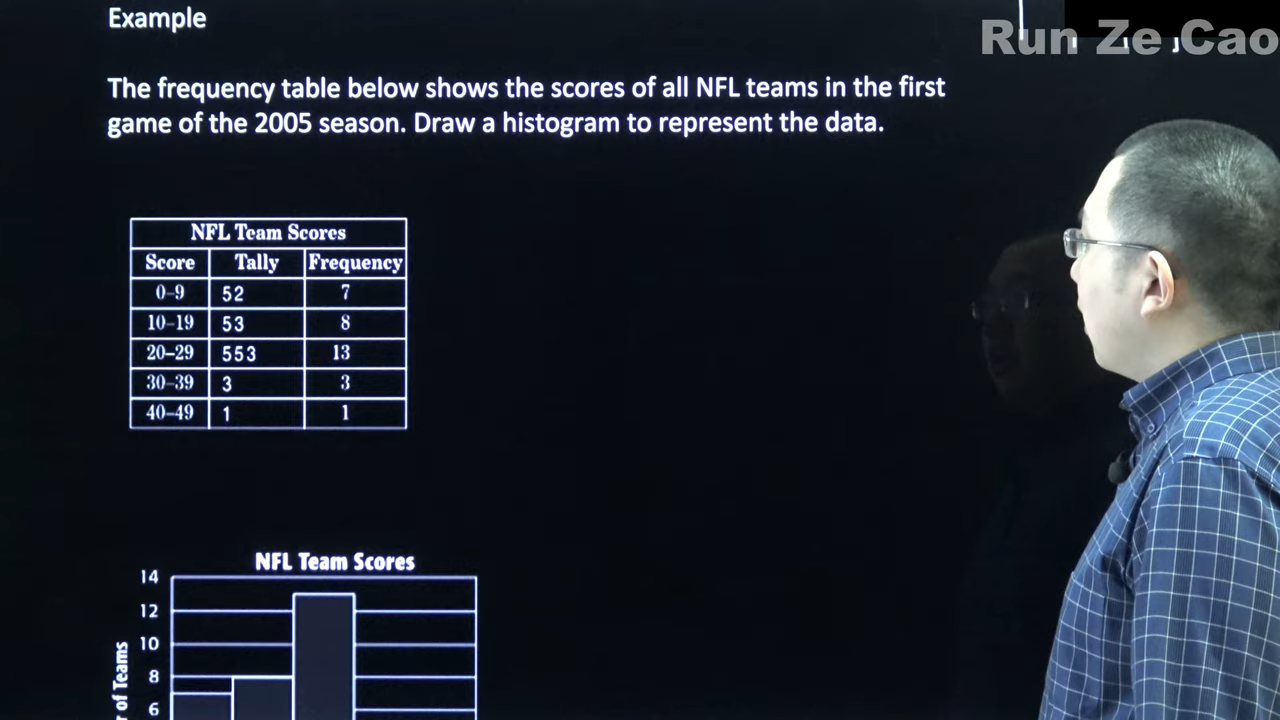 Example
Run Ze Cao
The frequency table below shows the scores of all NFL teams in the first
game of the 2005 season. Draw a histogram to represent the data.
NFL Team Scores
Score Tally Frequency
0–9 52 7
10–19 53 8
20–29 553 13
30–39 3 3
40–49 1 1
NFL Team Scores
14
12
10
8
6
of Teams